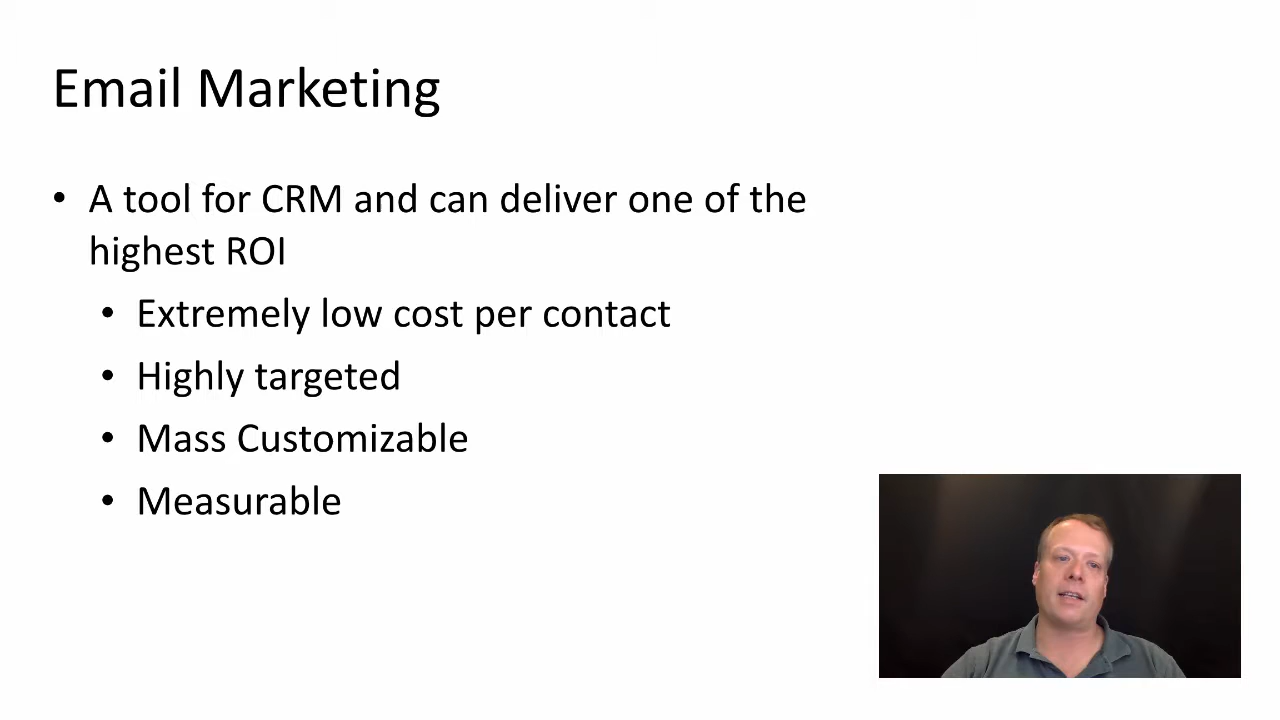 Email Marketing
• A tool for CRM and can deliver one of the
highest ROI
• Extremely low cost per contact
• Highly targeted
• Mass Customizable
• Measurable